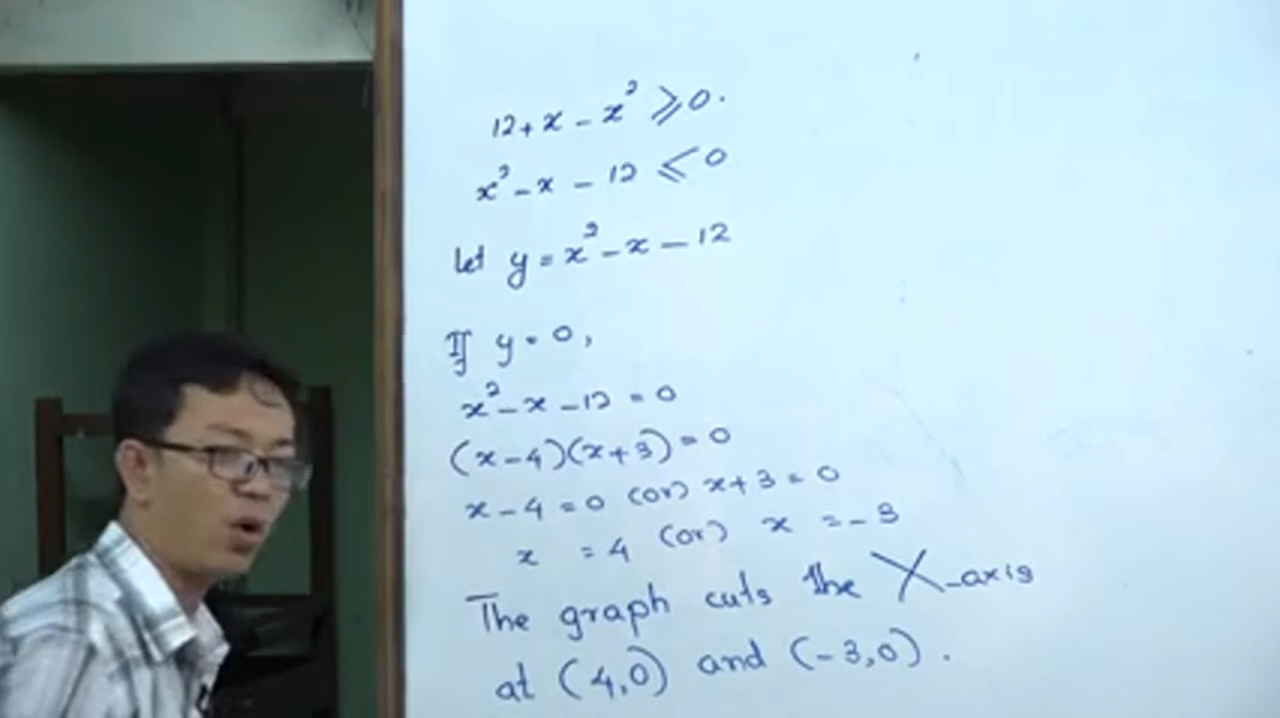 12+x-x² ⩾0.
x²-x-12 ⩽0
Let y=x²-x-12
If y=0,
x²-x-12=0
(x-4)(x+3)=0
x-4=0 (or) x+3=0
x =4 (or) x =-3
The graph cuts the X-axis
at (4,0) and (-3,0).